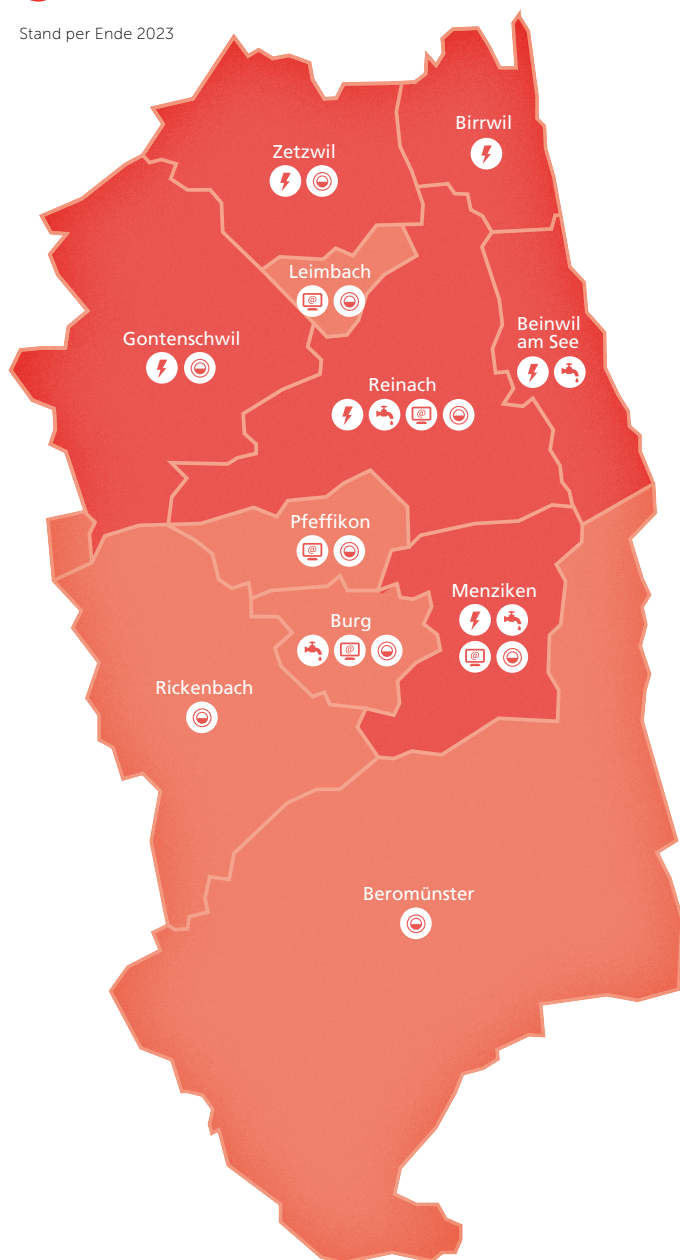 Stand per Ende 2023
Birrwil
Zetzwil
Leimbach
@
Gontenschwil
Beinwil
am See
Reinach
@
Pfeffikon
@
Menziken
@
Burg
@
Rickenbach
Beromünster